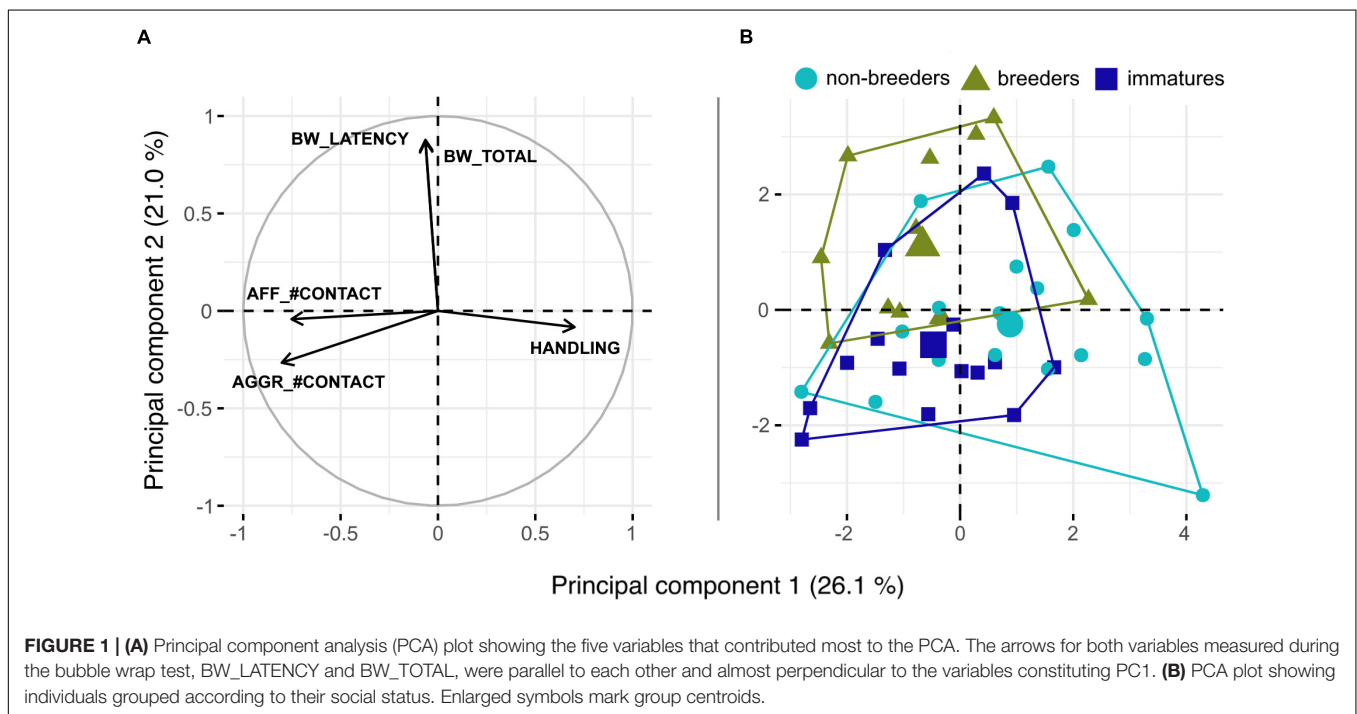 A
B
non-breeders breeders immatures
BW_LATENCY
BW_TOTAL
AFF_#CONTACT
AGGR_#CONTACT
HANDLING
Principal component 2 (21.0 %)
1
0.5
0
-0.5
-1
-1 -0.5 0 0.5 1
2
0
-2
-2 0 2 4
Principal component 1 (26.1 %)
FIGURE 1 | (A) Principal component analysis (PCA) plot showing the five variables that contributed most to the PCA. The arrows for both variables measured during
the bubble wrap test, BW_LATENCY and BW_TOTAL, were parallel to each other and almost perpendicular to the variables constituting PC1. (B) PCA plot showing
individuals grouped according to their social status. Enlarged symbols mark group centroids.